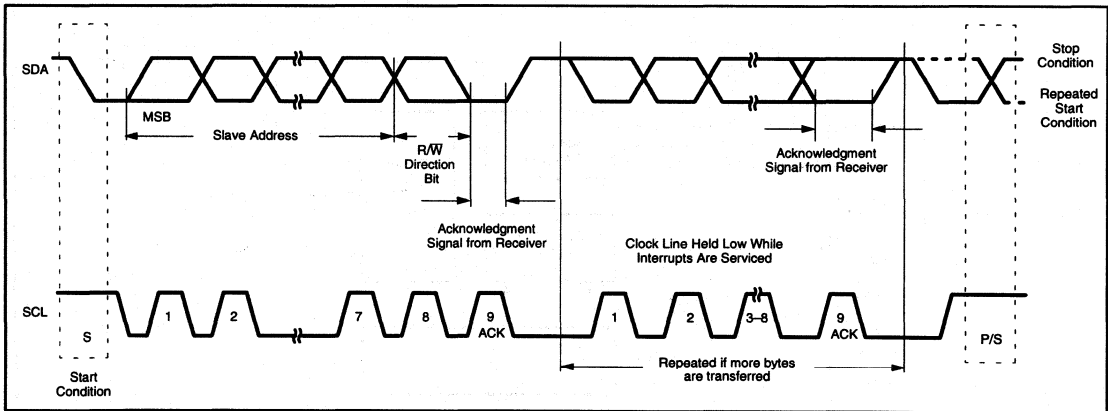 SDA
MSB
Slave Address
R/W̅
Direction
Bit
Acknowledgment
Signal from Receiver
Acknowledgment
Signal from Receiver
Stop
Condition
Repeated
Start
Condition
Clock Line Held Low While
Interrupts Are Serviced
SCL
S
1
2
7
8
9
ACK
1
2
3–8
9
ACK
P/S
Start
Condition
Repeated if more bytes
are transferred